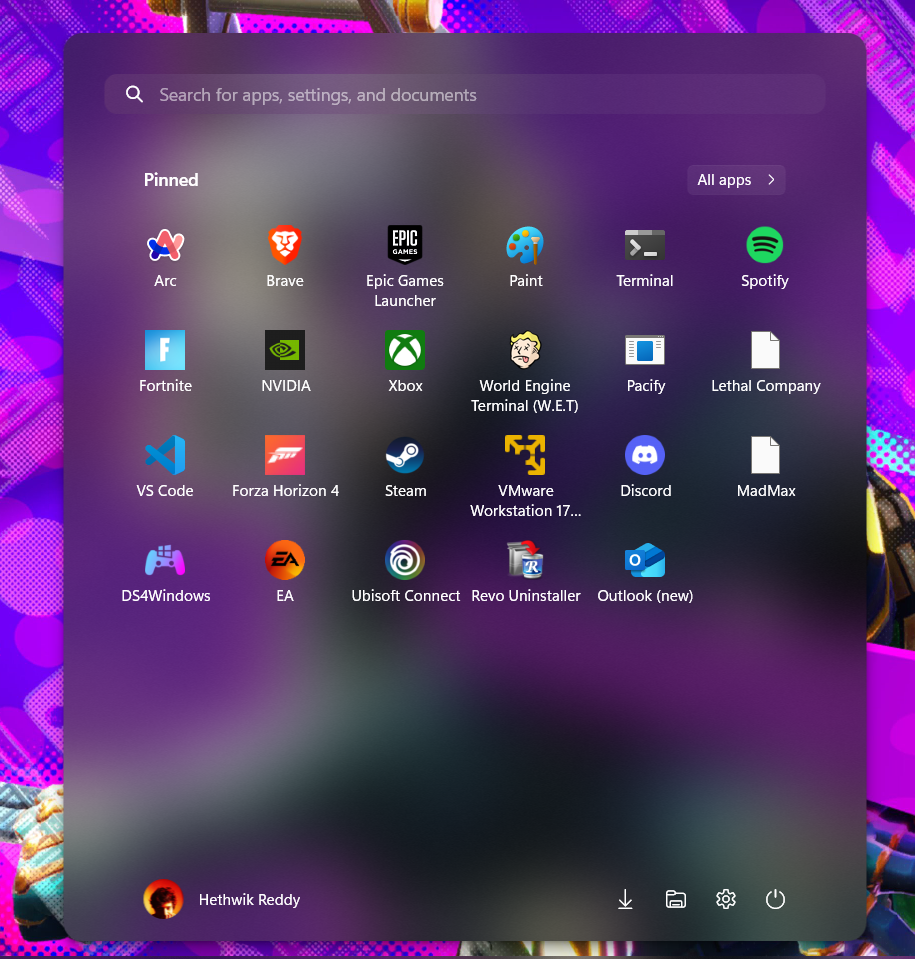 Search for apps, settings, and documents
Pinned
All apps
EPIC
GAMES
Arc
Brave
Epic Games
Launcher
Paint
Terminal
Spotify
F
Fortnite
NVIDIA
Xbox
World Engine
Terminal (W.E.T)
Pacify
Lethal Company
VS Code
Forza Horizon 4
Steam
VMware
Workstation 17...
Discord
MadMax
EA
R
O
DS4Windows
EA
Ubisoft Connect
Revo Uninstaller
Outlook (new)
Hethwik Reddy